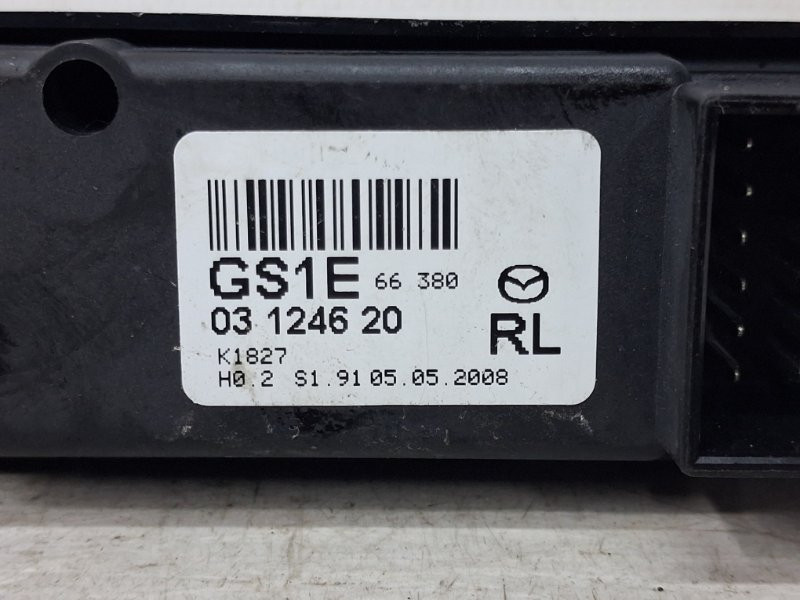 GS1E 66 380
03 1246 20
RL
K1827
H0.2 S1.91 05.05.2008